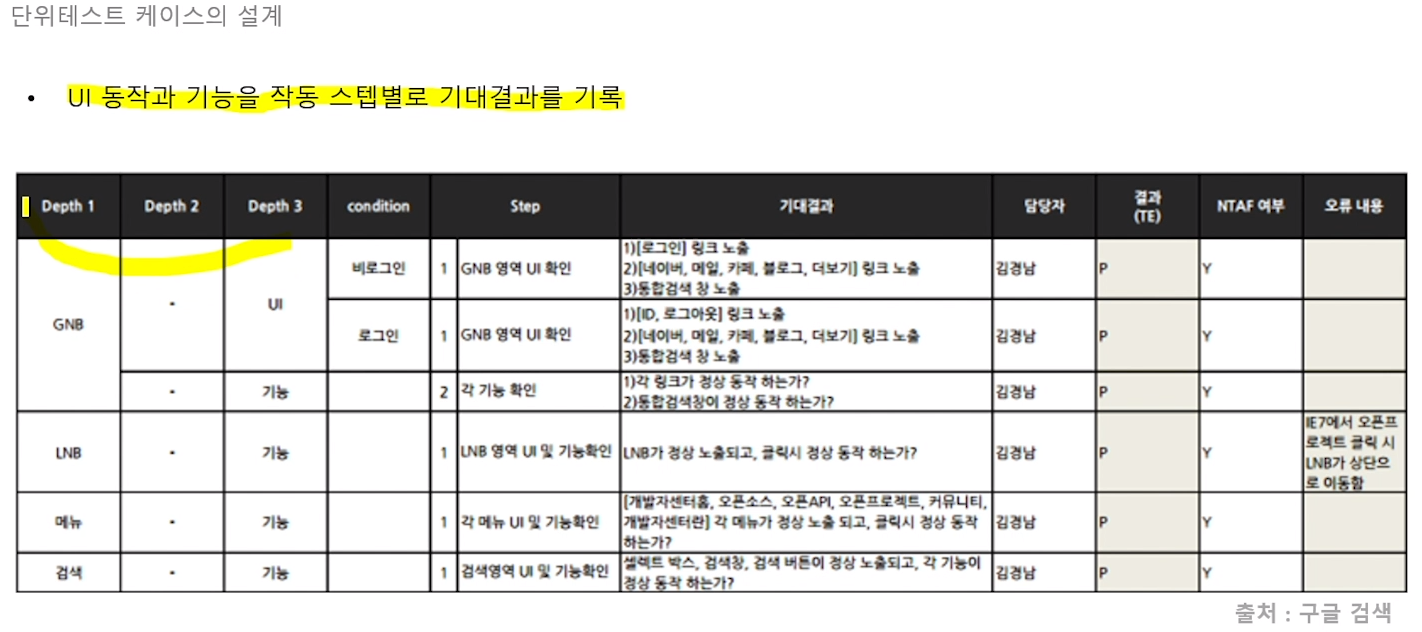 단위테스트 케이스의 설계
• UI 동작과 기능을 작동 스텝별로 기대결과를 기록
Depth 1 Depth 2 Depth 3 condition Step 기대결과 담당자 결과 (TE) NTAF 여부 오류 내용
GNB - UI 비로그인 1 GNB 영역 UI 확인
1)[로그인] 링크 노출
2)[네이버, 메일, 카페, 블로그, 더보기] 링크 노출
3)통합검색 창 노출
김경남 P Y
로그인 1 GNB 영역 UI 확인
1)[ID, 로그아웃] 링크 노출
2)[네이버, 메일, 카페, 블로그, 더보기] 링크 노출
3)통합검색 창 노출
김경남 P Y
- 기능 2 각 기능 확인
1)각 링크가 정상 동작 하는가?
2)통합검색창이 정상 동작 하는가?
김경남 P Y
LNB - 기능 1 LNB 영역 UI 및 기능확인 LNB가 정상 노출되고, 클릭시 정상 동작 하는가? 김경남 P Y
IE7에서 오픈프
로젝트 클릭 시
LNB가 상단으
로 이동함
메뉴 - 기능 1 각 메뉴 UI 및 기능확인
[개발자센터홈, 오픈소스, 오픈API, 오픈프로젝트, 커뮤니티,
개발자센터란] 각 메뉴가 정상 노출 되고, 클릭시 정상 동작
하는가?
김경남 P Y
검색 - 기능 1 검색영역 UI 및 기능확인
셀렉트 박스, 검색창, 검색 버튼이 정상 노출되고, 각 기능이
정상 동작 하는가?
김경남 P Y
출처 : 구글 검색